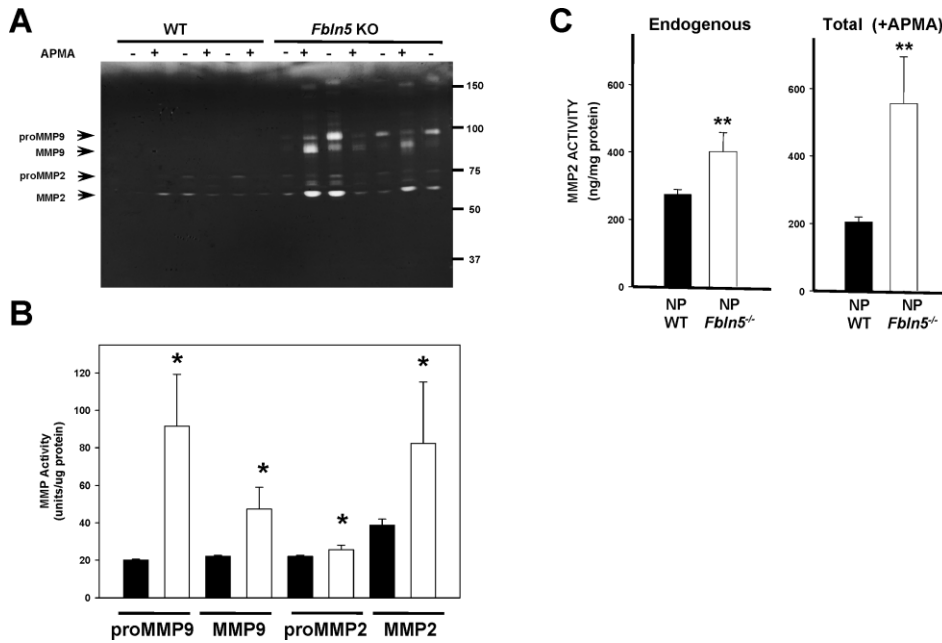 A
WT
Fbln5 KO
APMA
- + - + - + - + - + - + -
proMMP9
MMP9
proMMP2
MMP2
150
100
75
50
37
B
MMP Activity
(units/ug protein)
120
100
80
60
40
20
0
* * * *
proMMP9 MMP9 proMMP2 MMP2
C
Endogenous
Total (+APMA)
MMP2 ACTIVITY
(ng/mg protein)
600
400
200
0
**
NP NP
WT Fbln5-/-
600
400
200
0
**
NP NP
WT Fbln5-/-